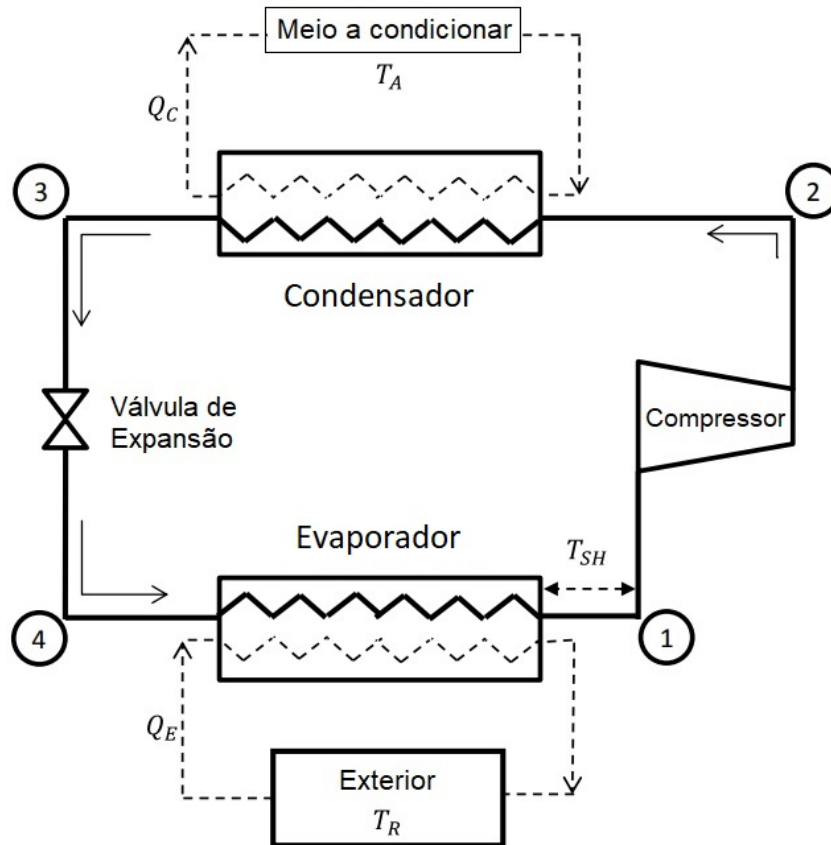 Meio a condicionar
T_A
Q_C
3
2
Condensador
Válvula de
Expansão
Compressor
Evaporador
T_SH
4
1
Q_E
Exterior
T_R